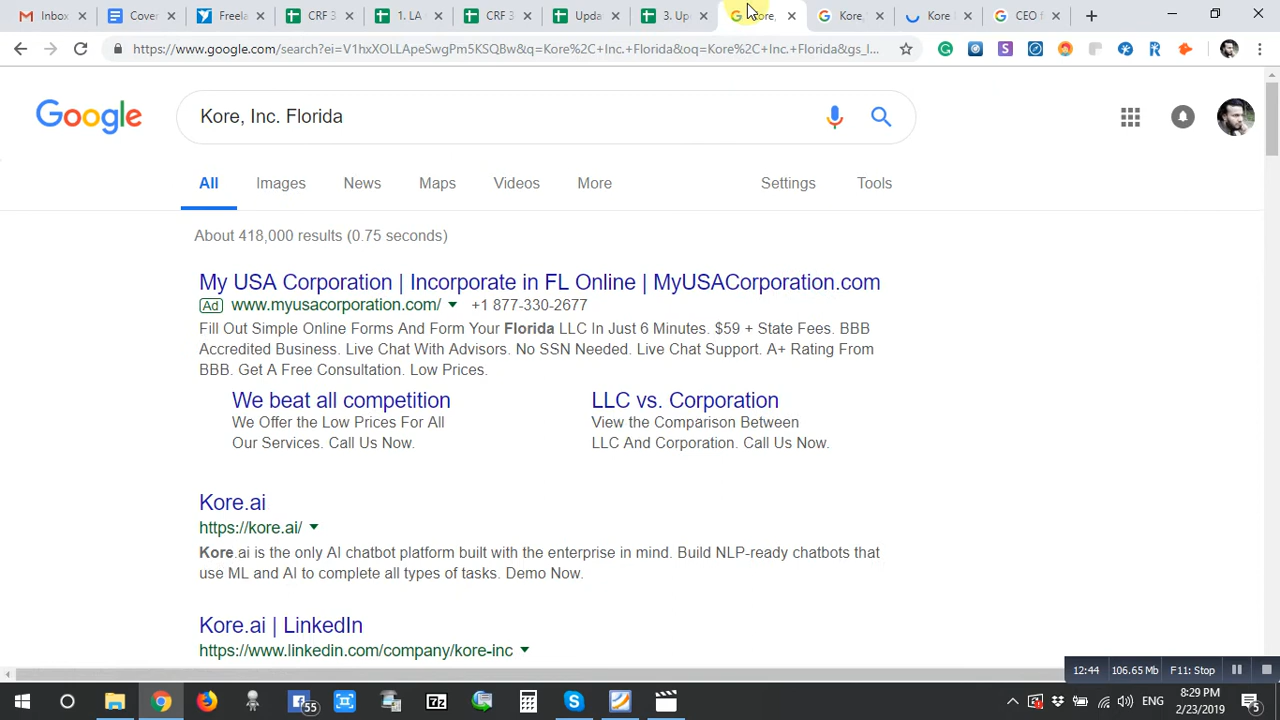 Inbox
Cover
Freela
CRF 3
1. LA
CRF 3
Upda
3. Up
Kore,
Kore,
Kore
CEO f
https://www.google.com/search?ei=V1hxXOLLApeSwgPm5KSQBw&q=Kore%2C+Inc.+Florida&oq=Kore%2C+Inc.+Florida&gs_l...
Google
Kore, Inc. Florida
All
Images
News
Maps
Videos
More
Settings
Tools
About 418,000 results (0.75 seconds)
My USA Corporation | Incorporate in FL Online | MyUSACorporation.com
Ad www.myusacorporation.com/ +1 877-330-2677
Fill Out Simple Online Forms And Form Your Florida LLC In Just 6 Minutes. $59 + State Fees. BBB
Accredited Business. Live Chat With Advisors. No SSN Needed. Live Chat Support. A+ Rating From
BBB. Get A Free Consultation. Low Prices.
We beat all competition
We Offer the Low Prices For All
Our Services. Call Us Now.
LLC vs. Corporation
View the Comparison Between
LLC And Corporation. Call Us Now.
Kore.ai
https://kore.ai/
Kore.ai is the only AI chatbot platform built with the enterprise in mind. Build NLP-ready chatbots that
use ML and AI to complete all types of tasks. Demo Now.
Kore.ai | LinkedIn
https://www.linkedin.com/company/kore-inc
12:44
106.65 Mb
F11: Stop
55
7z
ENG
8:29 PM
2/23/2019
5